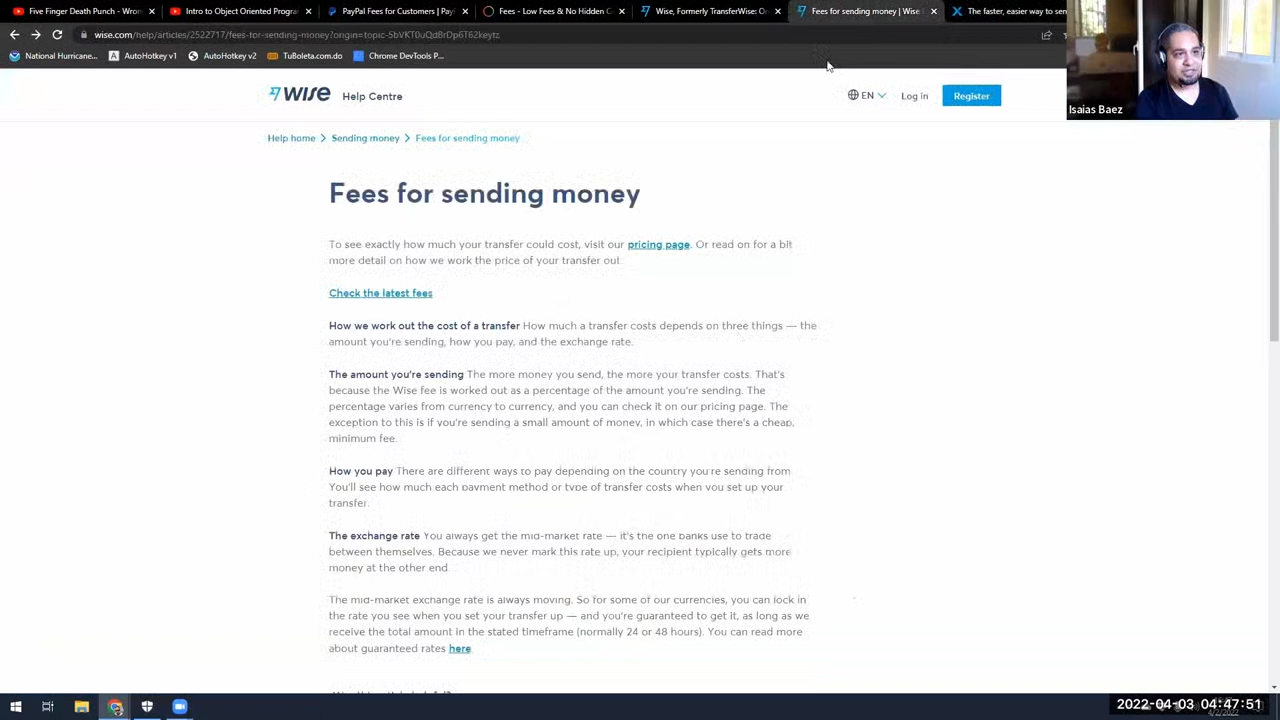 Five Finger Death Punch - Wron
Intro to Object Oriented Progra
PayPal Fees for Customers | Pay
Fees - Low Fees & No Hidden C
Wise, Formerly TransferWise: O
Fees for sending money | Wise
The faster, easier way to sen
wise.com/help/articles/2522717/fees-for-sending-money?origin=topic-5bVKT0uQdBrDp6T62keytz
National Hurricane...
AutoHotkey v1
AutoHotkey v2
TuBoleta.com.do
Chrome DevTools P...
Isaias Baez
WISE Help Centre
EN
Log in
Register
Help home > Sending money > Fees for sending money
Fees for sending money
To see exactly how much your transfer could cost, visit our pricing page. Or read on for a bit
more detail on how we work the price of your transfer out.
Check the latest fees
How we work out the cost of a transfer How much a transfer costs depends on three things — the
amount you're sending, how you pay, and the exchange rate.
The amount you're sending The more money you send, the more your transfer costs. That's
because the Wise fee is worked out as a percentage of the amount you're sending. The
percentage varies from currency to currency, and you can check it on our pricing page. The
exception to this is if you're sending a small amount of money, in which case there's a cheap,
minimum fee.
How you pay There are different ways to pay depending on the country you're sending from.
You'll see how much each payment method or type of transfer costs when you set up your
transfer.
The exchange rate You always get the mid-market rate — it's the one banks use to trade
between themselves. Because we never mark this rate up, your recipient typically gets more
money at the other end.
The mid-market exchange rate is always moving. So for some of our currencies, you can lock in
the rate you see when you set your transfer up — and you're guaranteed to get it, as long as we
receive the total amount in the stated timeframe (normally 24 or 48 hours). You can read more
about guaranteed rates here.
2022-04-03 04:47:51